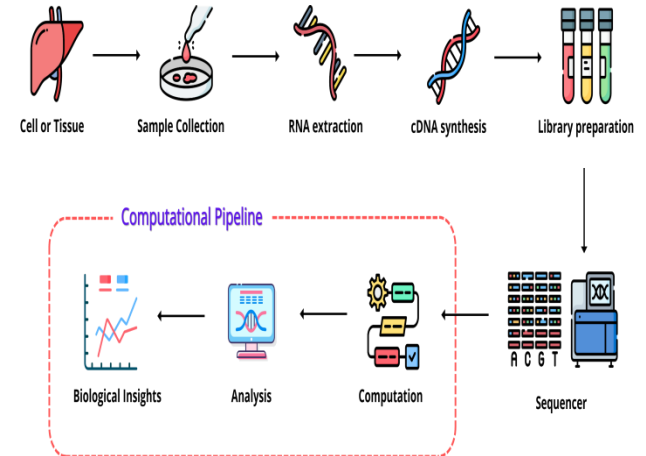 Cell or Tissue
Sample Collection
RNA extraction
cDNA synthesis
Library preparation
Computational Pipeline
A C G T
Biological Insights
Analysis
Computation
Sequencer